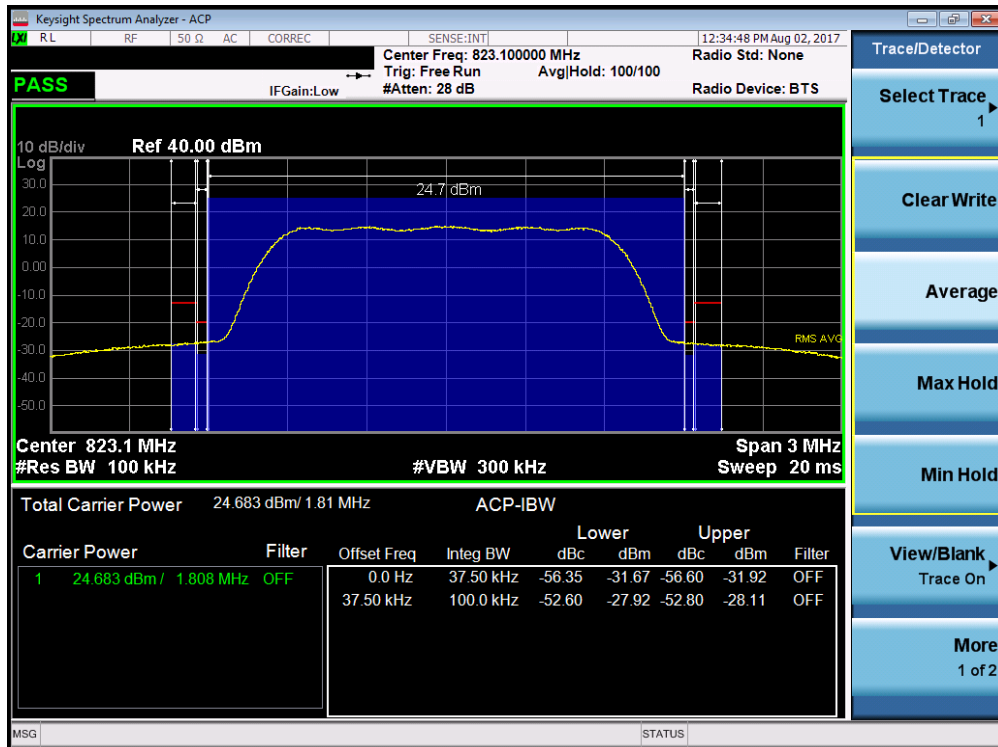 Keysight Spectrum Analyzer - ACP
LXI RL RF 50 Ω AC CORREC SENSE:INT 12:34:48 PM Aug 02, 2017
Center Freq: 823.100000 MHz Radio Std: None
Trig: Free Run Avg|Hold: 100/100
PASS IFGain:Low #Atten: 28 dB Radio Device: BTS
10 dB/div Ref 40.00 dBm
Log
30.0
24.7 dBm
20.0
10.0
0.00
-10.0
-20.0
RMS AVG
-30.0
-40.0
-50.0
Center 823.1 MHz Span 3 MHz
#Res BW 100 kHz #VBW 300 kHz Sweep 20 ms
Total Carrier Power 24.683 dBm/ 1.81 MHz ACP-IBW
Lower Upper
Carrier Power Filter Offset Freq Integ BW dBc dBm dBc dBm Filter
1 24.683 dBm / 1.808 MHz OFF 0.0 Hz 37.50 kHz -56.35 -31.67 -56.60 -31.92 OFF
37.50 kHz 100.0 kHz -52.60 -27.92 -52.80 -28.11 OFF
MSG STATUS
Trace/Detector
Select Trace
1
Clear Write
Average
Max Hold
Min Hold
View/Blank
Trace On
More
1 of 2